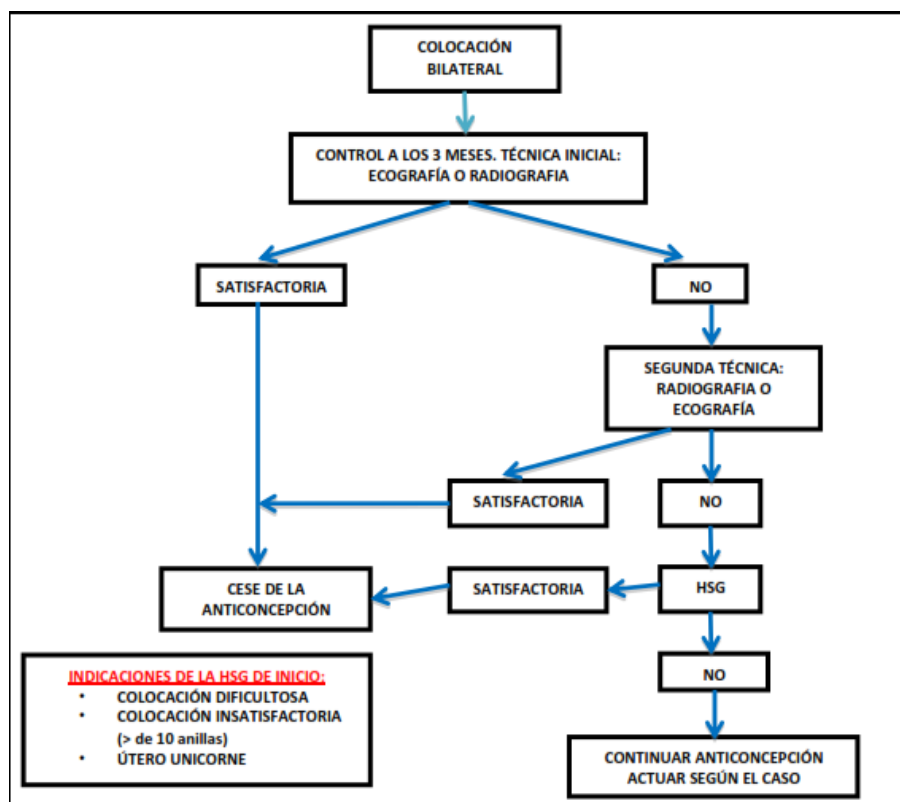 COLOCACIÓN
BILATERAL
CONTROL A LOS 3 MESES. TÉCNICA INICIAL:
ECOGRAFÍA O RADIOGRAFIA
SATISFACTORIA
NO
SEGUNDA TÉCNICA:
RADIOGRAFIA O
ECOGRAFÍA
SATISFACTORIA
NO
CESE DE LA
ANTICONCEPCIÓN
SATISFACTORIA
HSG
INDICACIONES DE LA HSG DE INICIO:
• COLOCACIÓN DIFICULTOSA
• COLOCACIÓN INSATISFACTORIA
(> de 10 anillas)
• ÚTERO UNICORNE
NO
CONTINUAR ANTICONCEPCIÓN
ACTUAR SEGÚN EL CASO